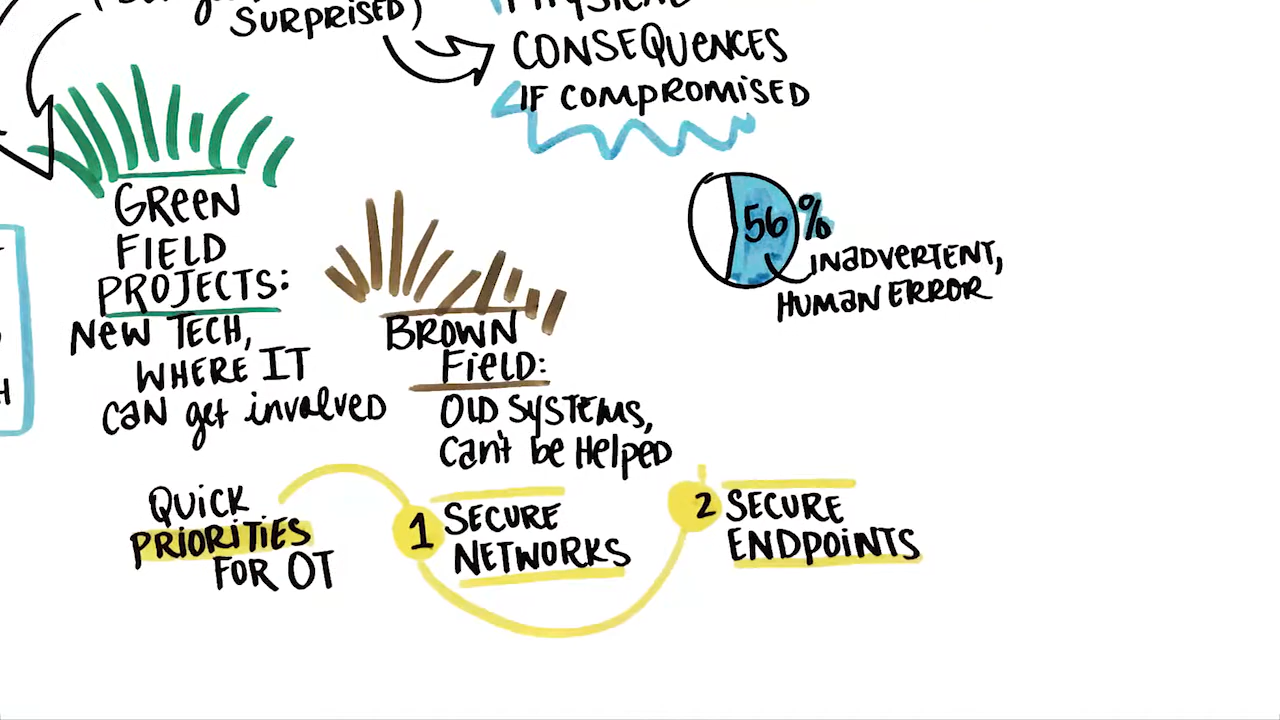 SURPRISED)
PHYSICAL
CONSEQUENCES
IF COMPROMISED
GREEN
FIELD
PROJECTS:
NEW TECH,
WHERE IT
CAN get involved
BROWN
FIELD:
OLD SYSTEMS,
Can't be Helped
56%
INADVERTENT,
HUMAN ERROR
QUICK
PRIORITIES
FOR OT
1 SECURE
NETWORKS
2 SECURE
ENDPOINTS